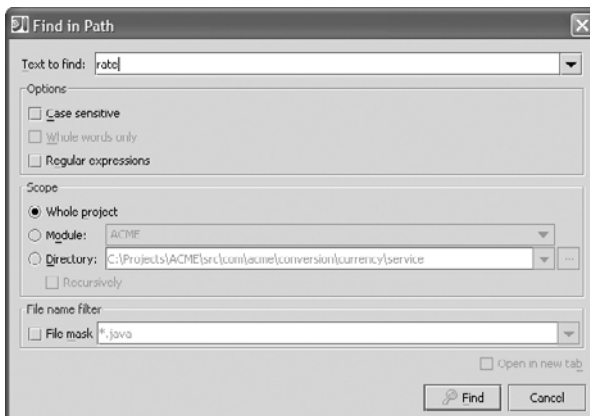 Find in Path
Text to find: rate
Options
Case sensitive
Whole words only
Regular expressions
Scope
Whole project
Module: ACME
Directory: C:\Projects\ACME\src\com\acme\conversion\currency\service ...
Recursively
File name filter
File mask *.java
Open in new tab
Find Cancel